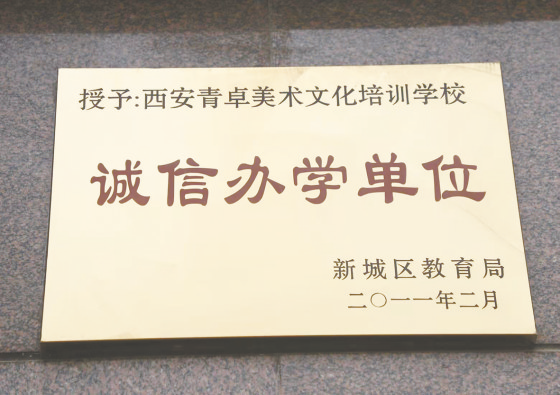 授予:西安青卓美术文化培训学校
诚信办学单位
新城区教育局
二〇一一年二月